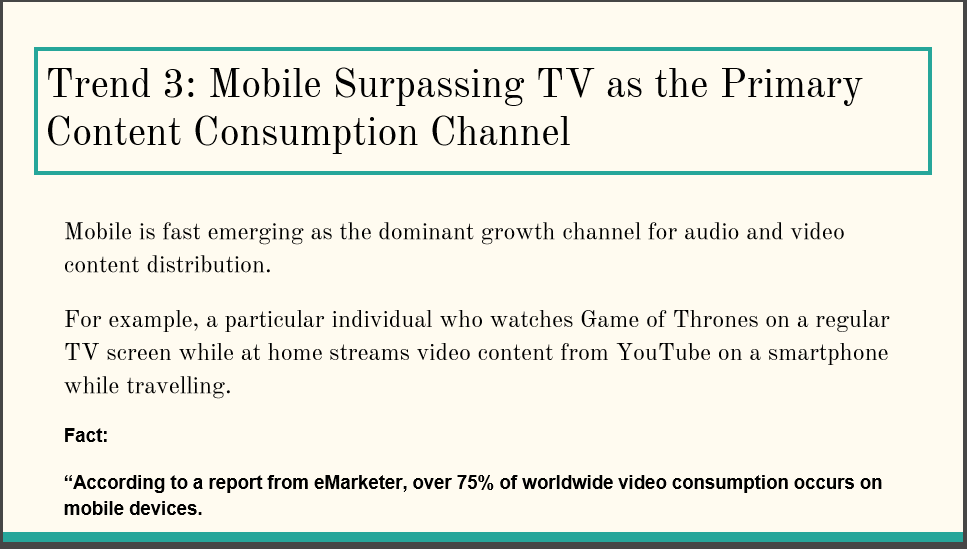 Trend 3: Mobile Surpassing TV as the Primary
Content Consumption Channel
Mobile is fast emerging as the dominant growth channel for audio and video
content distribution.
For example, a particular individual who watches Game of Thrones on a regular
TV screen while at home streams video content from YouTube on a smartphone
while travelling.
Fact:
“According to a report from eMarketer, over 75% of worldwide video consumption occurs on
mobile devices.